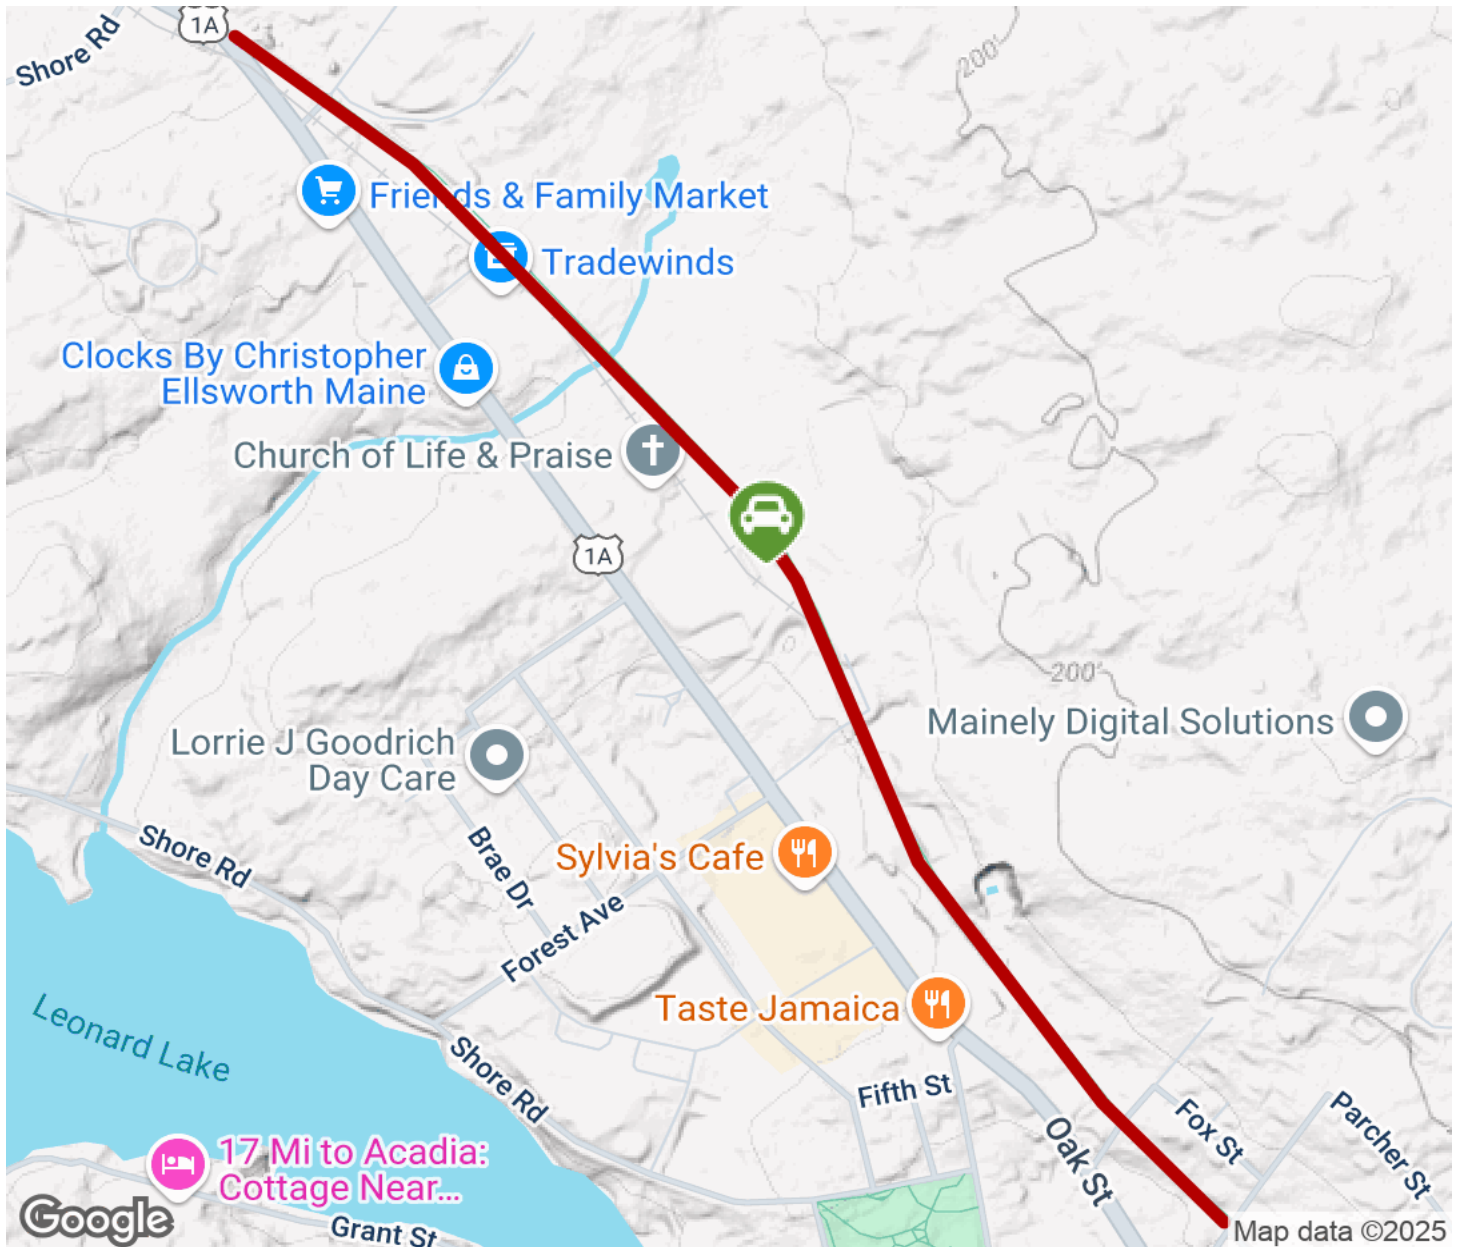 1A
Shore Rd
200'
Friends & Family Market
Tradewinds
Clocks By Christopher
Ellsworth Maine
Church of Life & Praise
1A
200'
Mainely Digital Solutions
Lorrie J Goodrich
Day Care
Shore Rd
Brae Dr
Sylvia's Cafe
Forest Ave
Taste Jamaica
Leonard Lake
Shore Rd
Fifth St
Oak St
Fox St
Parcher St
17 Mi to Acadia:
Cottage Near...
Grant St
Google
Map data ©2025